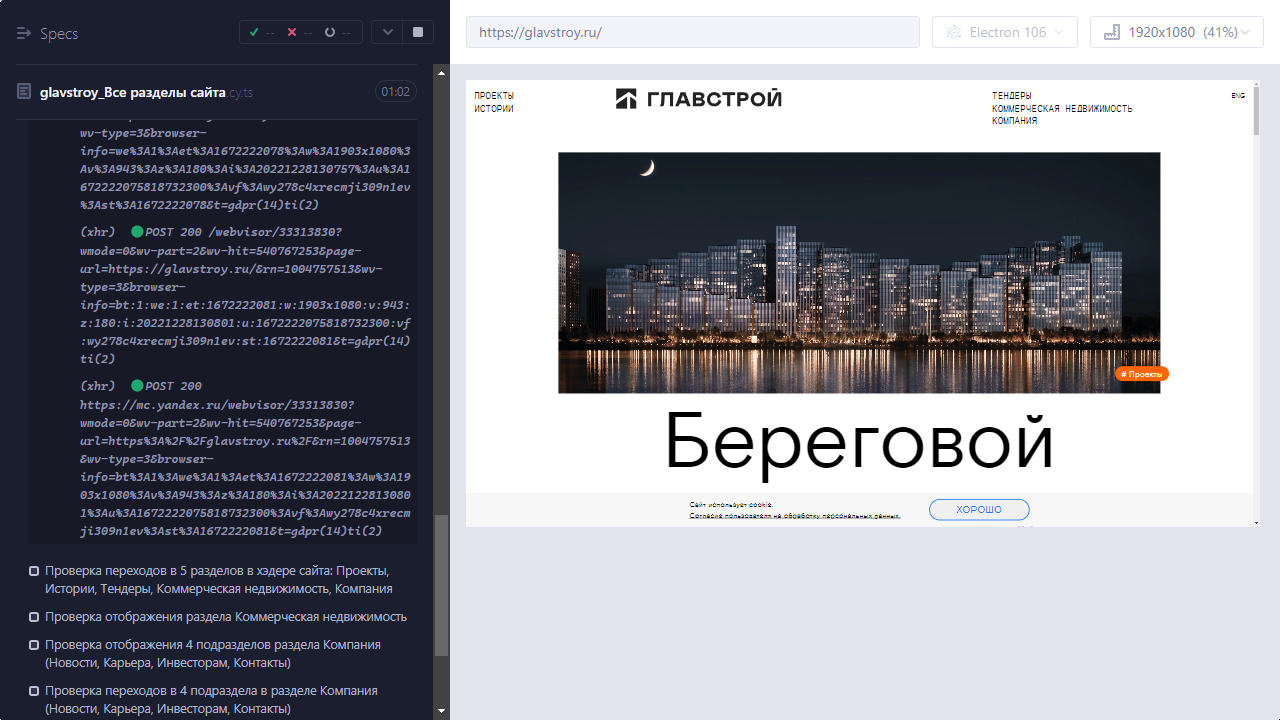 Specs
--
--
--
https://glavstroy.ru/
Electron 106
1920x1080 (41%)
glavstroy_Все разделы сайта.cy.ts
01:02
wv-type=3&browser-
info=we%3A1%3Aet%3A1672222078%3Aw%3A1903x1080%3
Av%3A943%3Az%3A180%3Ai%3A20221228130757%3Au%3A1
672222075818732300%3Avf%3Awy278c4xrecmji309n1ev
%3Ast%3A1672222078&t=gdpr(14)ti(2)
(xhr) POST 200 /webvisor/33313830?
wmode=0&wv-part=2&wv-hit=540767253&page-
url=https://glavstroy.ru/&rn=1004757513&wv-
type=3&browser-
info=bt:1:we:1:et:1672222081:w:1903x1080:v:943:
z:180:i:20221228130801:u:1672222075818732300:vf
:wy278c4xrecmji309n1ev:st:1672222081&t=gdpr(14)
ti(2)
(xhr) POST 200
https://mc.yandex.ru/webvisor/33313830?
wmode=0&wv-part=2&wv-hit=540767253&page-
url=https%3A%2F%2Fglavstroy.ru%2F&rn=1004757513
&wv-type=3&browser-
info=bt%3A1%3Awe%3A1%3Aet%3A1672222081%3Aw%3A19
03x1080%3Av%3A943%3Az%3A180%3Ai%3A2022122813080
1%3Au%3A1672222075818732300%3Avf%3Awy278c4xrecm
ji309n1ev%3Ast%3A1672222081&t=gdpr(14)ti(2)
Проверка переходов в 5 разделов в хэдере сайта: Проекты,
Истории, Тендеры, Коммерческая недвижимость, Компания
Проверка отображения раздела Коммерческая недвижимость
Проверка отображения 4 подразделов раздела Компания
(Новости, Карьера, Инвесторам, Контакты)
Проверка переходов в 4 подраздела в разделе Компания
(Новости, Карьера, Инвесторам, Контакты)
ПРОЕКТЫ
ИСТОРИИ
ГЛАВСТРОЙ
ТЕНДЕРЫ
КОММЕРЧЕСКАЯ НЕДВИЖИМОСТЬ
КОМПАНИЯ
ENG
# Проекты
Береговой
Сайт использует cookie.
Согласие пользователя на обработку персональных данных.
ХОРОШО